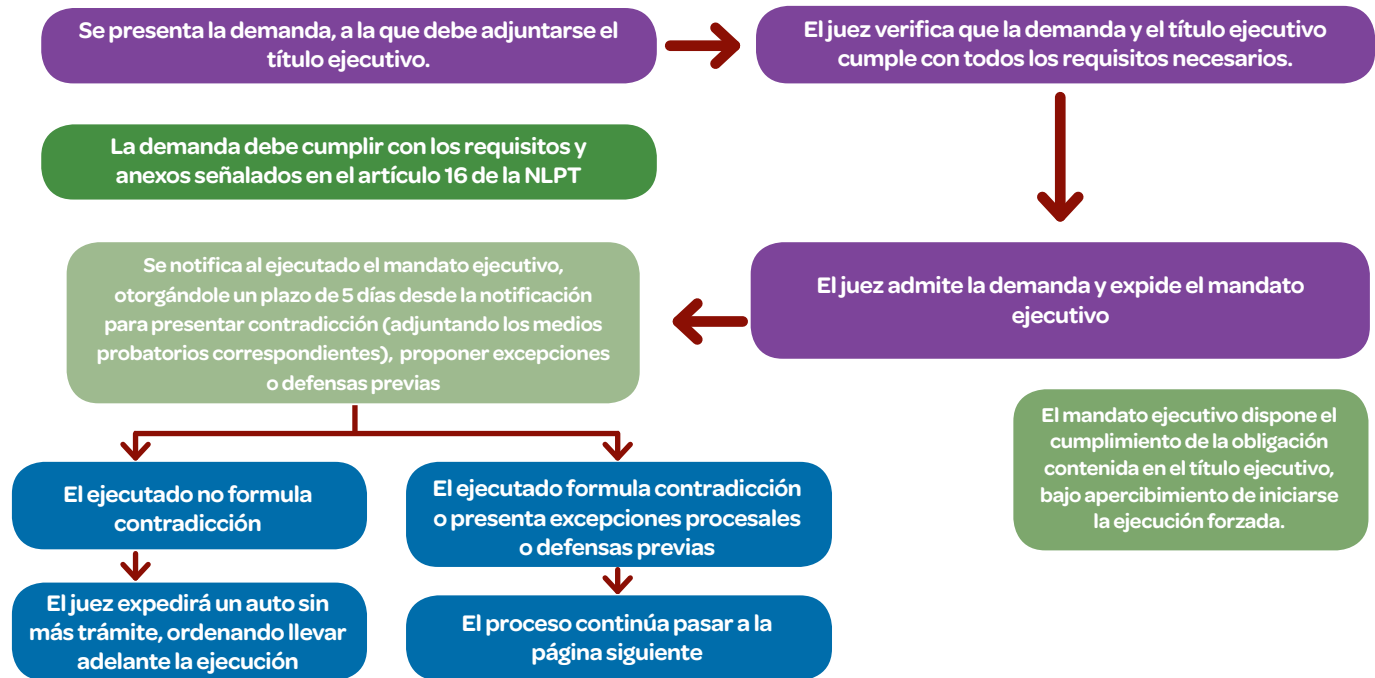 Se presenta la demanda, a la que debe adjuntarse el
título ejecutivo.
El juez verifica que la demanda y el título ejecutivo
cumple con todos los requisitos necesarios.
La demanda debe cumplir con los requisitos y
anexos señalados en el artículo 16 de la NLPT
El juez admite la demanda y expide el mandato
ejecutivo
Se notifica al ejecutado el mandato ejecutivo,
otorgándole un plazo de 5 días desde la notificación
para presentar contradicción (adjuntando los medios
probatorios correspondientes), proponer excepciones
o defensas previas
El mandato ejecutivo dispone el
cumplimiento de la obligación
contenida en el título ejecutivo,
bajo apercibimiento de iniciarse
la ejecución forzada.
El ejecutado no formula
contradicción
El ejecutado formula contradicción
o presenta excepciones procesales
o defensas previas
El juez expedirá un auto sin
más trámite, ordenando llevar
adelante la ejecución
El proceso continúa pasar a la
página siguiente